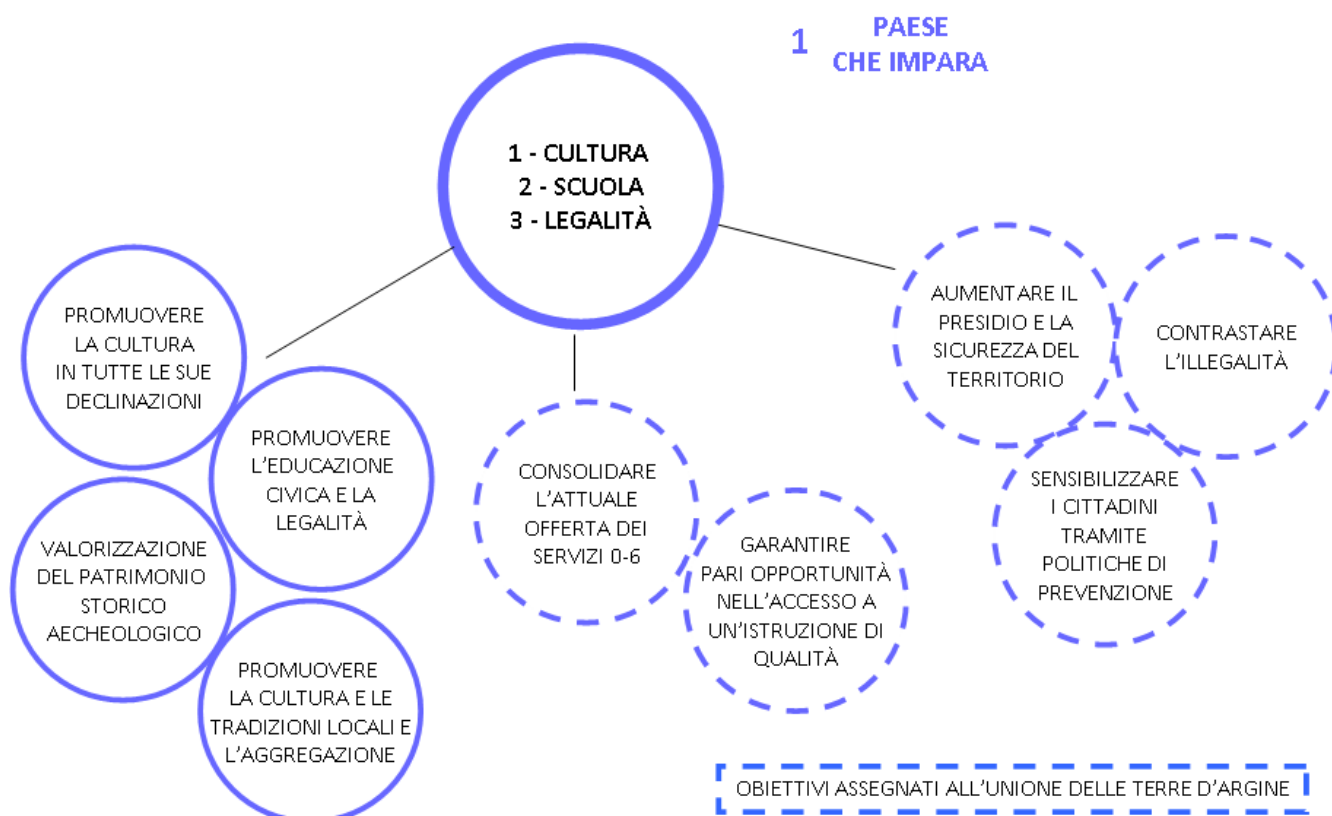 1
PAESE
CHE IMPARA
1 - CULTURA
2 - SCUOLA
3 - LEGALITÀ
PROMUOVERE
LA CULTURA
IN TUTTE LE SUE
DECLINAZIONI
PROMUOVERE
L'EDUCAZIONE
CIVICA E LA
LEGALITÀ
VALORIZZAZIONE
DEL PATRIMONIO
STORICO
AECHEOLOGICO
PROMUOVERE
LA CULTURA E LE
TRADIZIONI LOCALI E
L'AGGREGAZIONE
CONSOLIDARE
L'ATTUALE
OFFERTA DEI
SERVIZI 0-6
GARANTIRE
PARI OPPORTUNITÀ
NELL'ACCESSO A
UN'ISTRUZIONE DI
QUALITÀ
AUMENTARE IL
PRESIDIO E LA
SICUREZZA DEL
TERRITORIO
CONTRASTARE
L'ILLEGALITÀ
SENSIBILIZZARE
I CITTADINI
TRAMITE
POLITICHE DI
PREVENZIONE
OBIETTIVI ASSEGNATI ALL'UNIONE DELLE TERRE D'ARGINE